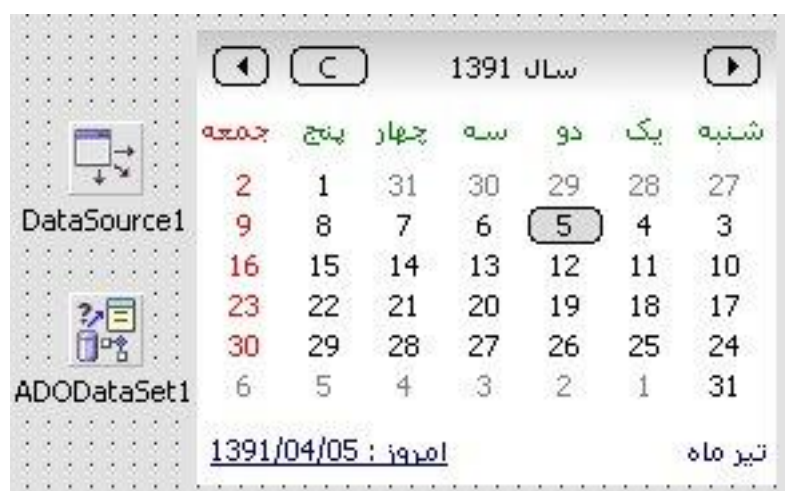 سال 1391
C
شنبه یک دو سه چهار پنج جمعه
27 28 29 30 31 1 2
3 4 5 6 7 8 9
10 11 12 13 14 15 16
17 18 19 20 21 22 23
24 25 26 27 28 29 30
31 1 2 3 4 5 6
تیر ماه
امروز : 1391/04/05
DataSource1
ADODataSet1